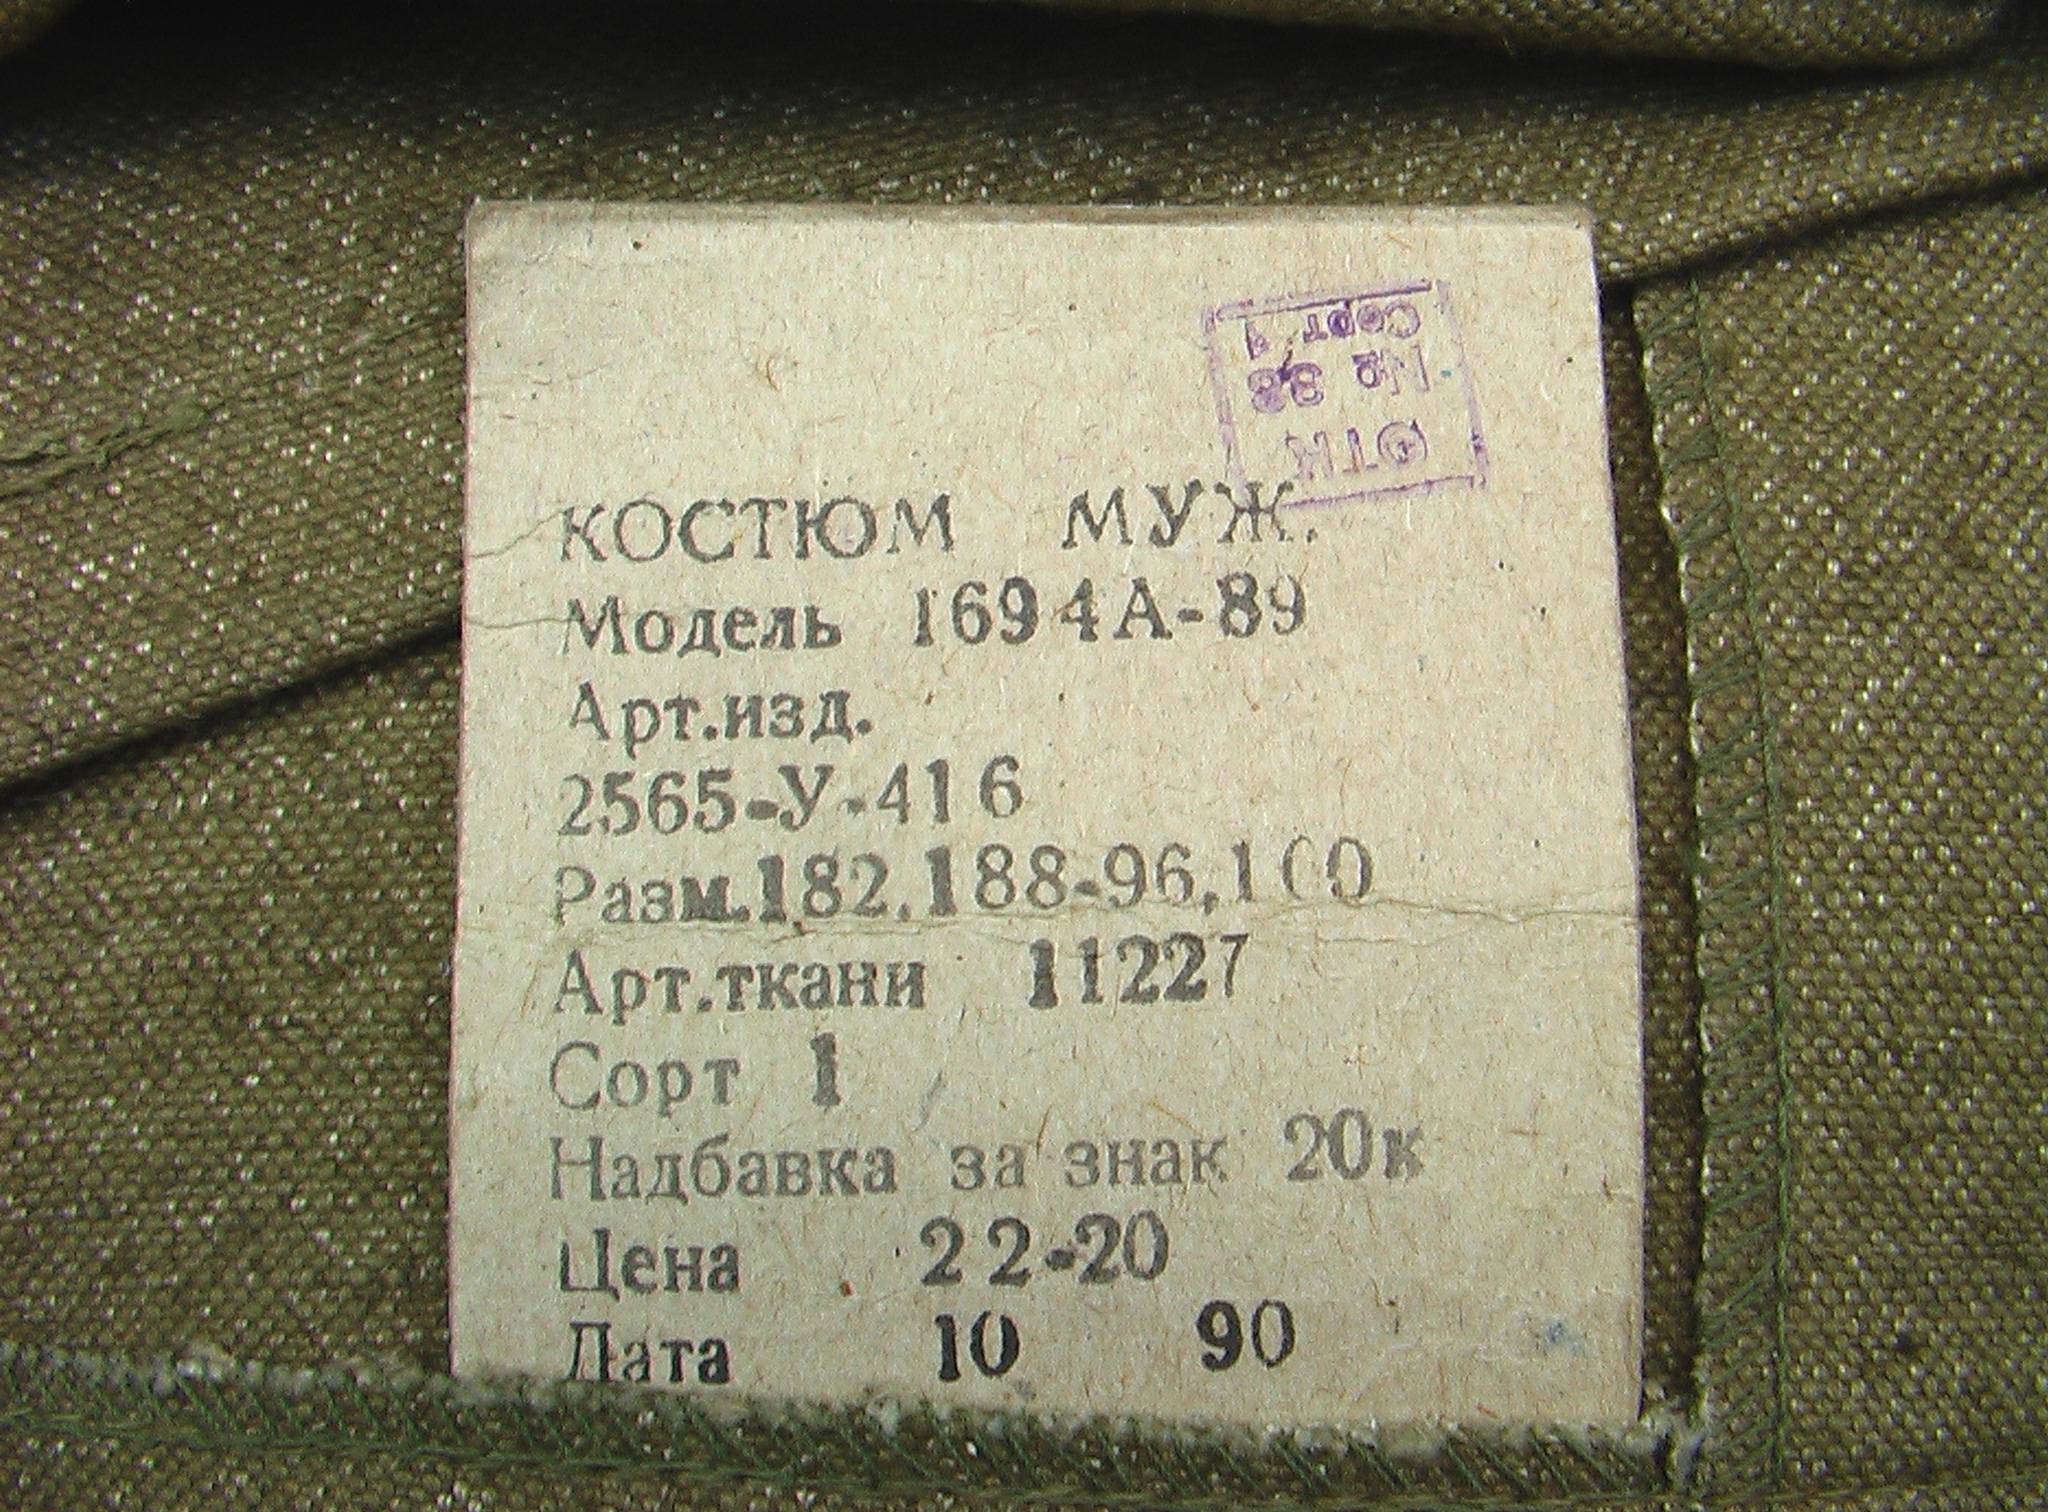 ОТК
№ 38
Сорт 1
КОСТЮМ МУЖ.
Модель 1694А-89
Арт.изд.
2565-У-416
Разм.182,188-96,100
Арт.ткани 11227
Сорт 1
Надбавка за знак 20к
Цена 22-20
Дата 10 90